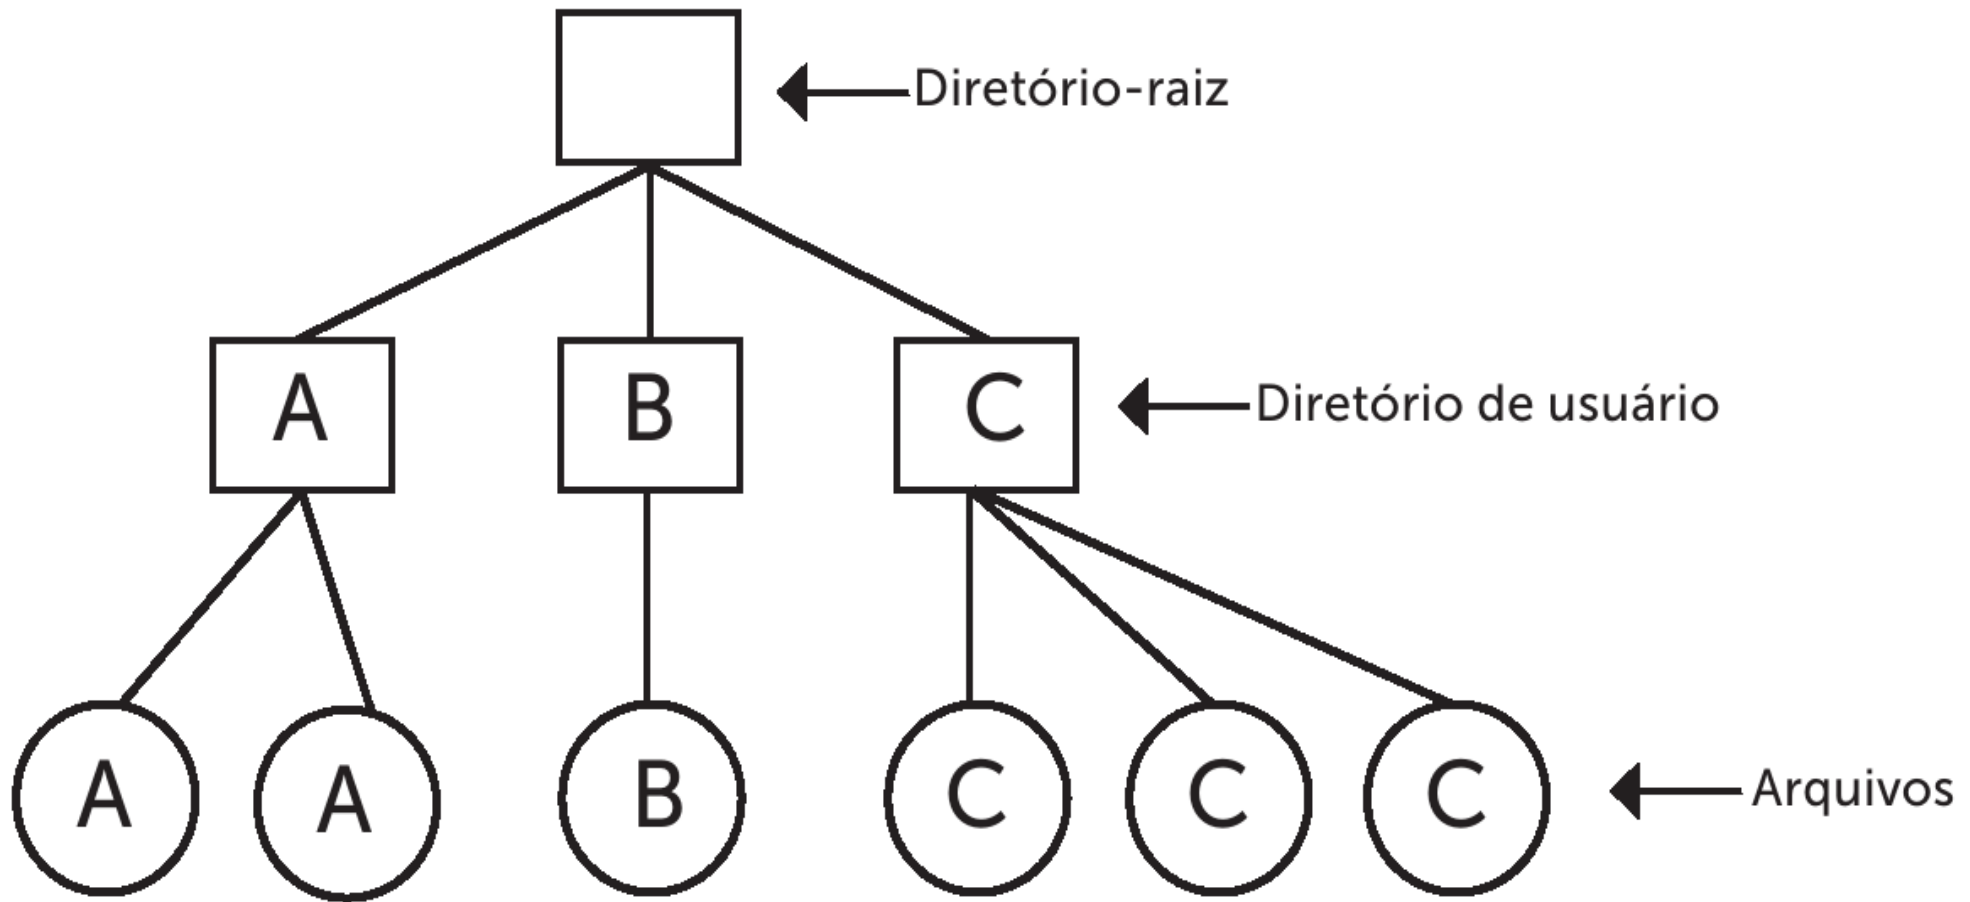 Diretório-raiz
A
B
C
Diretório de usuário
A
A
B
C
C
C
Arquivos